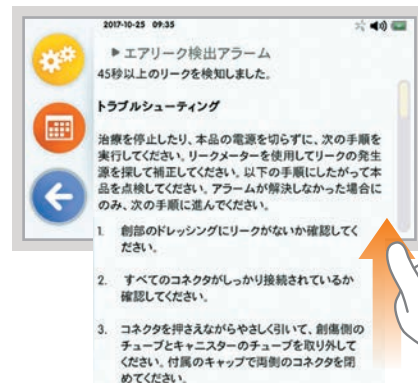 2017-10-25 09:35
▶エアリーク検出アラーム
45秒以上のリークを検知しました。
トラブルシューティング
治療を停止したり、本品の電源を切らずに、次の手順を
実行してください。リークメーターを使用してリークの発生
源を探して補正してください。以下の手順にしたがって本
品を点検してください。アラームが解決しなかった場合に
のみ、次の手順に進んでください。
1. 創部のドレッシングにリークがないか確認してく
ださい。
2. すべてのコネクタがしっかり接続されているか
確認してください。
3. コネクタを押さえながらやさしく引いて、創傷側の
チューブとキャニスターのチューブを取り外して
ください。付属のキャップで両側のコネクタを閉
めてください。